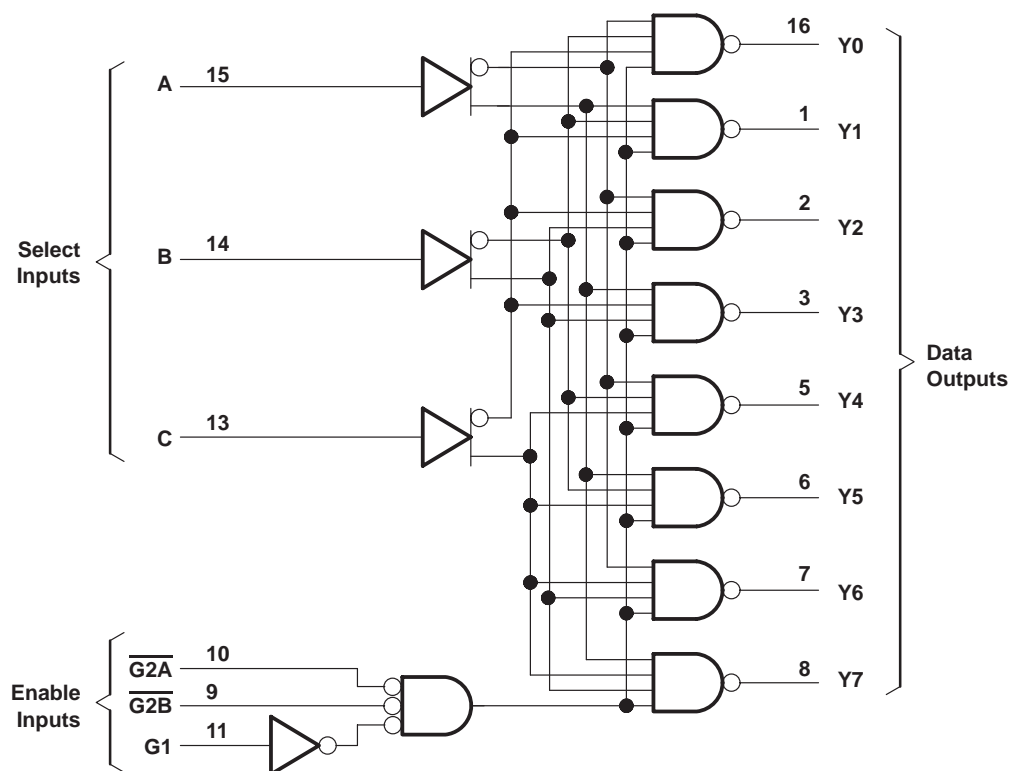 16 Y0
A 15
1 Y1
2 Y2
Select
Inputs
B 14
3 Y3
Data
Outputs
5 Y4
C 13
6 Y5
7 Y6
Enable
Inputs
G2A 10
G2B 9
G1 11
8 Y7